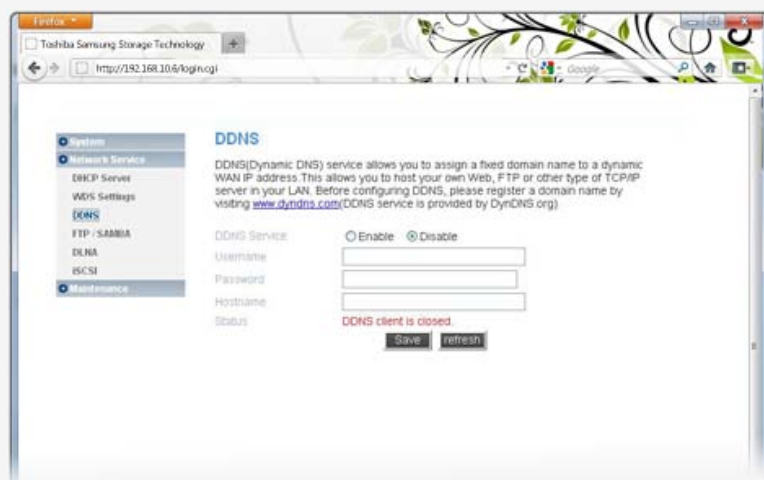 Firefox
Toshiba Samsung Storage Technology
http://192.168.10.6/login.cgi
Google
System
Network Service
DHCP Server
WDS Settings
DDNS
FTP / SAMBA
DLNA
iSCSI
Maintenance
DDNS
DDNS(Dynamic DNS) service allows you to assign a fixed domain name to a dynamic
WAN IP address.This allows you to host your own Web, FTP or other type of TCP/IP
server in your LAN. Before configuring DDNS, please register a domain name by
visiting www.dyndns.com(DDNS service is provided by DynDNS.org)
DDNS Service Enable Disable
Username
Password
Hostname
Status DDNS client is closed.
Save refresh